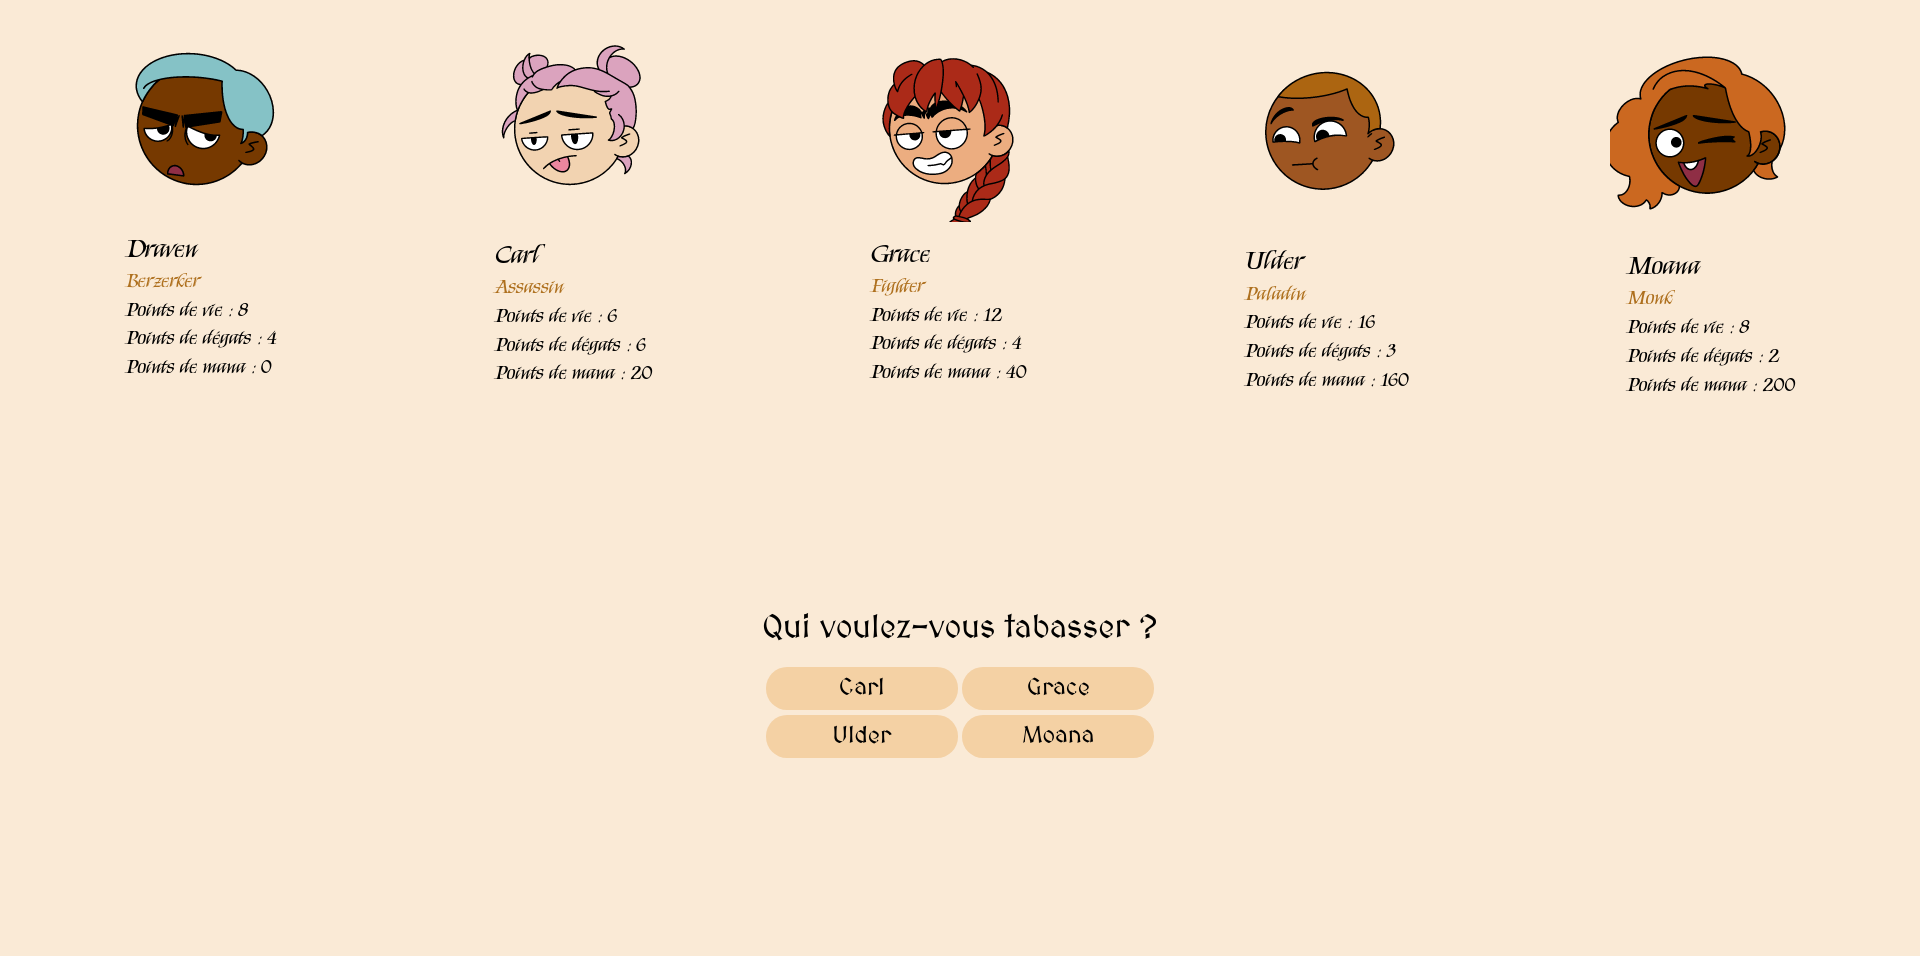 Draven
Berzerker
Points de vie : 8
Points de dégats : 4
Points de mana : 0
Carl
Assassin
Points de vie : 6
Points de dégats : 6
Points de mana : 20
Grace
Fighter
Points de vie : 12
Points de dégats : 4
Points de mana : 40
Ulder
Paladin
Points de vie : 16
Points de dégats : 3
Points de mana : 160
Moana
Monk
Points de vie : 8
Points de dégats : 2
Points de mana : 200
Qui voulez-vous tabasser ?
Carl
Grace
Ulder
Moana